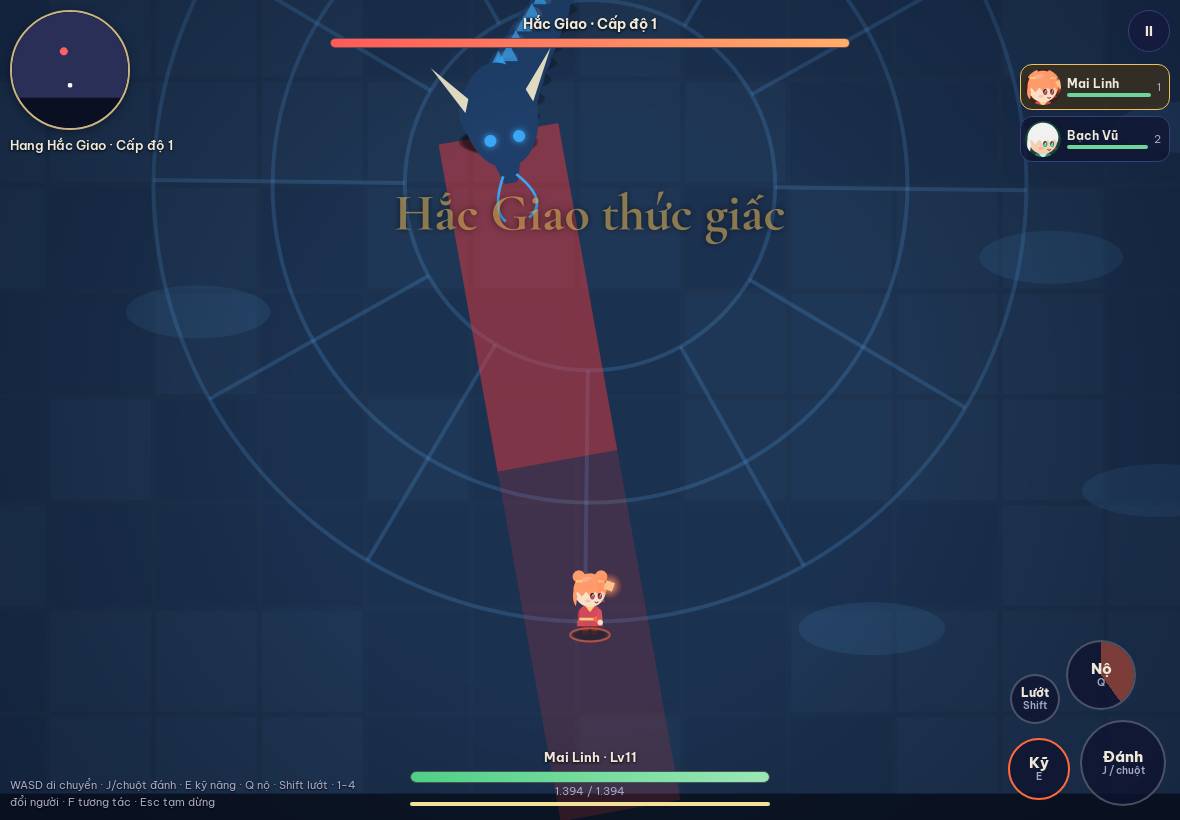 Hắc Giao · Cấp độ 1
Hang Hắc Giao · Cấp độ 1
Mai Linh
1
Bạch Vũ
2
Hắc Giao thức giấc
Nộ
Q
Lướt
Shift
Kỹ
E
Đánh
J / chuột
Mai Linh · Lv11
1.394 / 1.394
WASD di chuyển · J/chuột đánh · E kỹ năng · Q nộ · Shift lướt · 1–4
đổi người · F tương tác · Esc tạm dừng